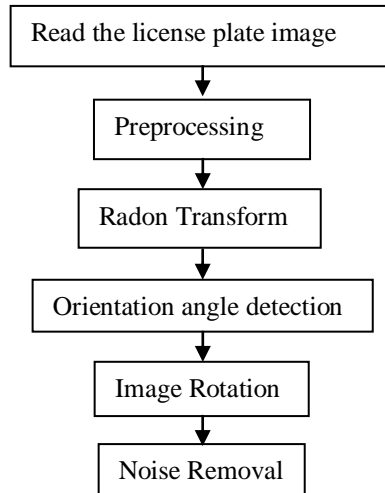 Read the license plate image
Preprocessing
Radon Transform
Orientation angle detection
Image Rotation
Noise Removal